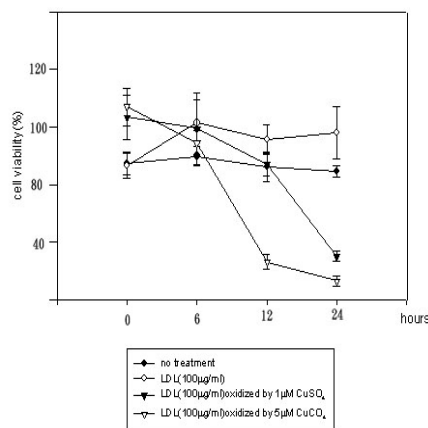 120
100
80
40
cell viability(%)
0 6 12 24 hours
no treatment
LDL(100μg/ml)
LDL(100μg/ml)oxidized by 1μM CuSO₄
LDL(100μg/ml)oxidized by 5μM CuCO₄